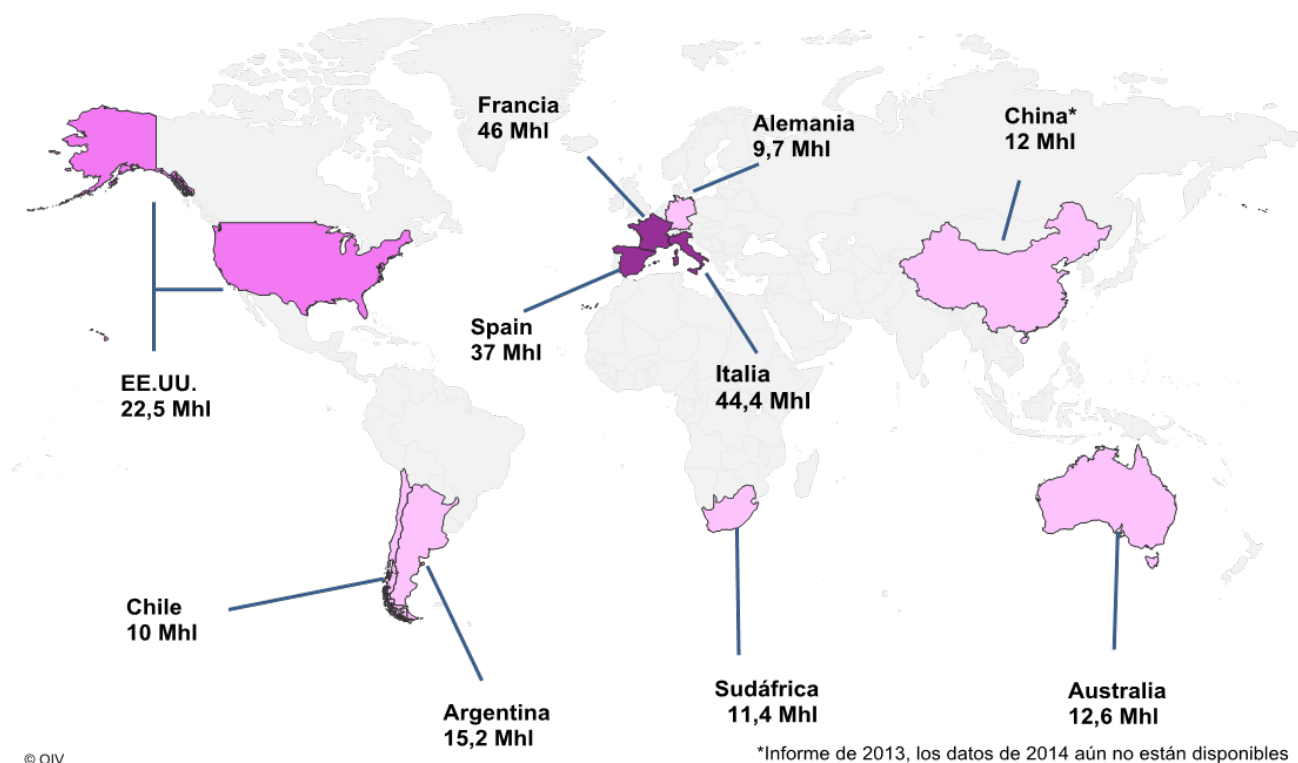 Francia
46 Mhl
Alemania
9,7 Mhl
China*
12 Mhl
Spain
37 Mhl
Italia
44,4 Mhl
EE.UU.
22,5 Mhl
Chile
10 Mhl
Argentina
15,2 Mhl
Sudáfrica
11,4 Mhl
Australia
12,6 Mhl
© OIV
*Informe de 2013, los datos de 2014 aún no están disponibles